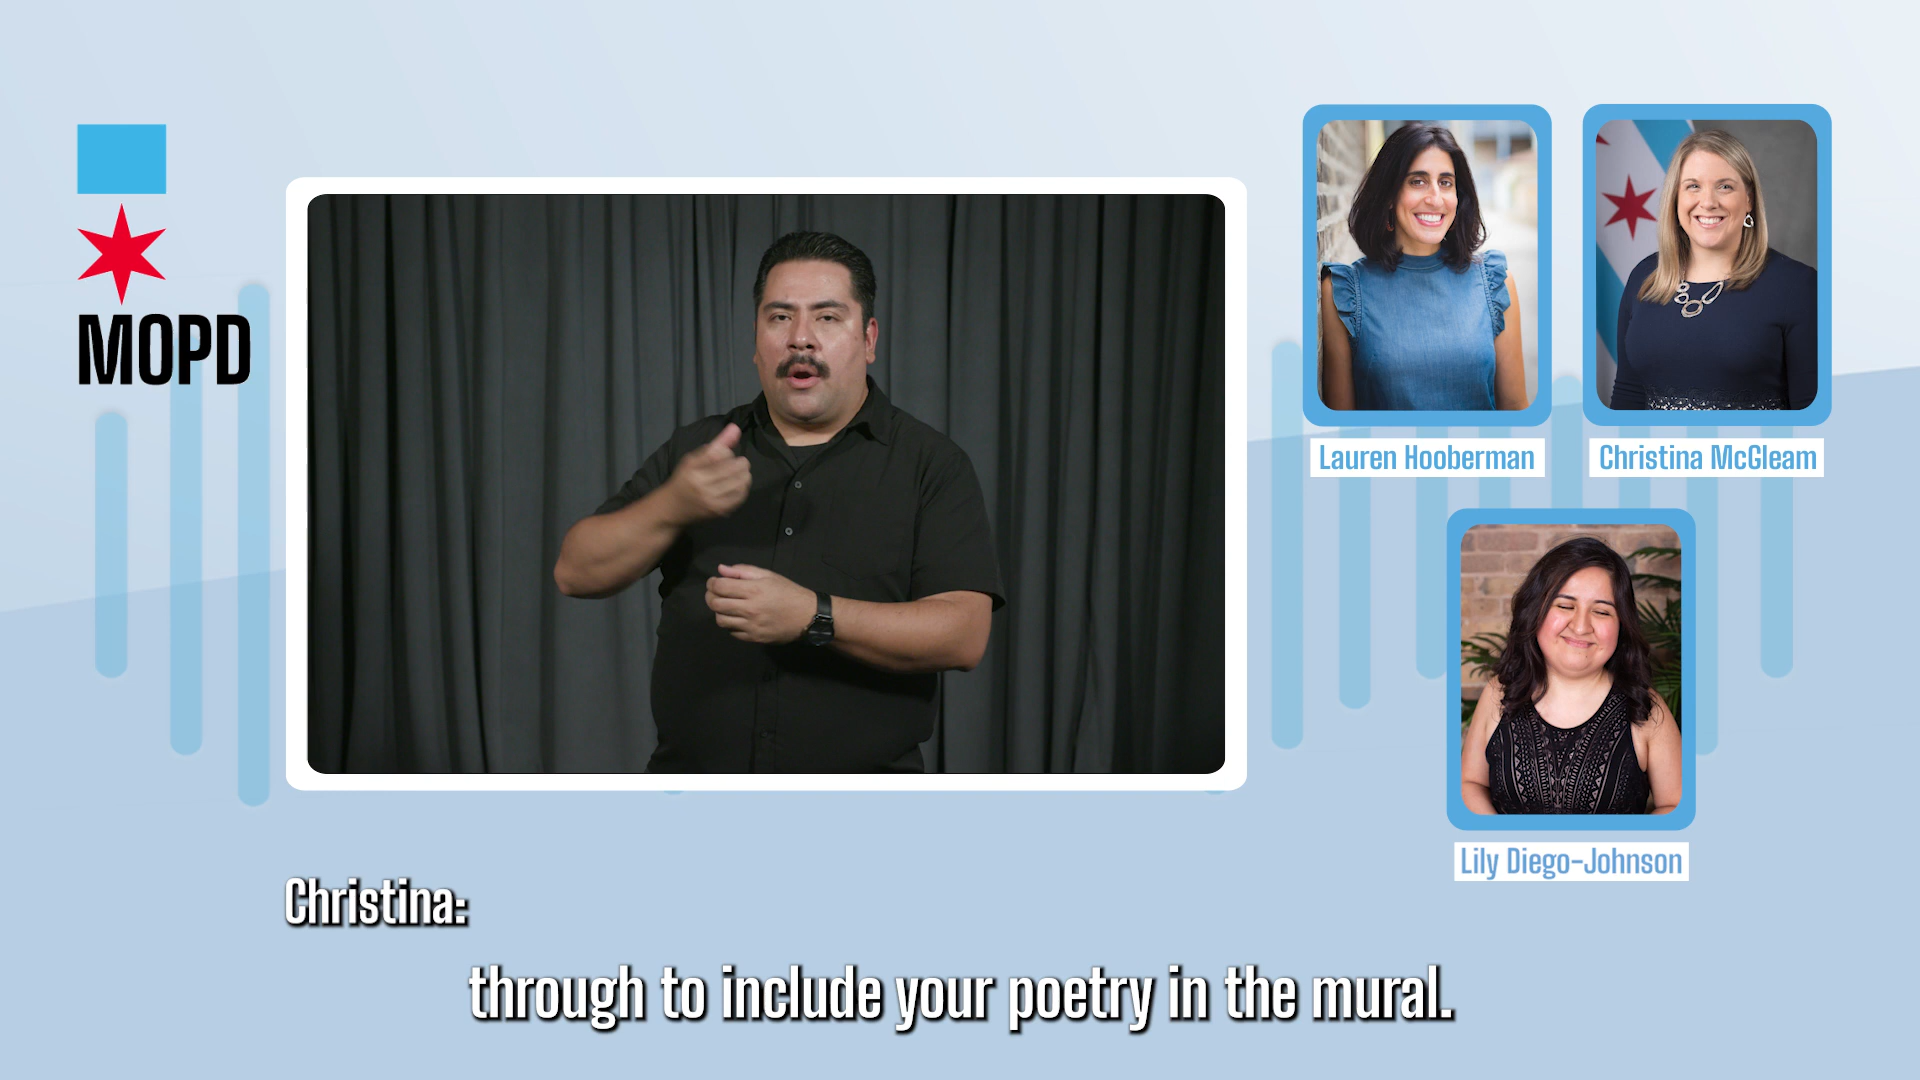 MOPD
Lauren Hooberman
Christina McGleam
Lily Diego-Johnson
Christina:
through to include your poetry in the mural.